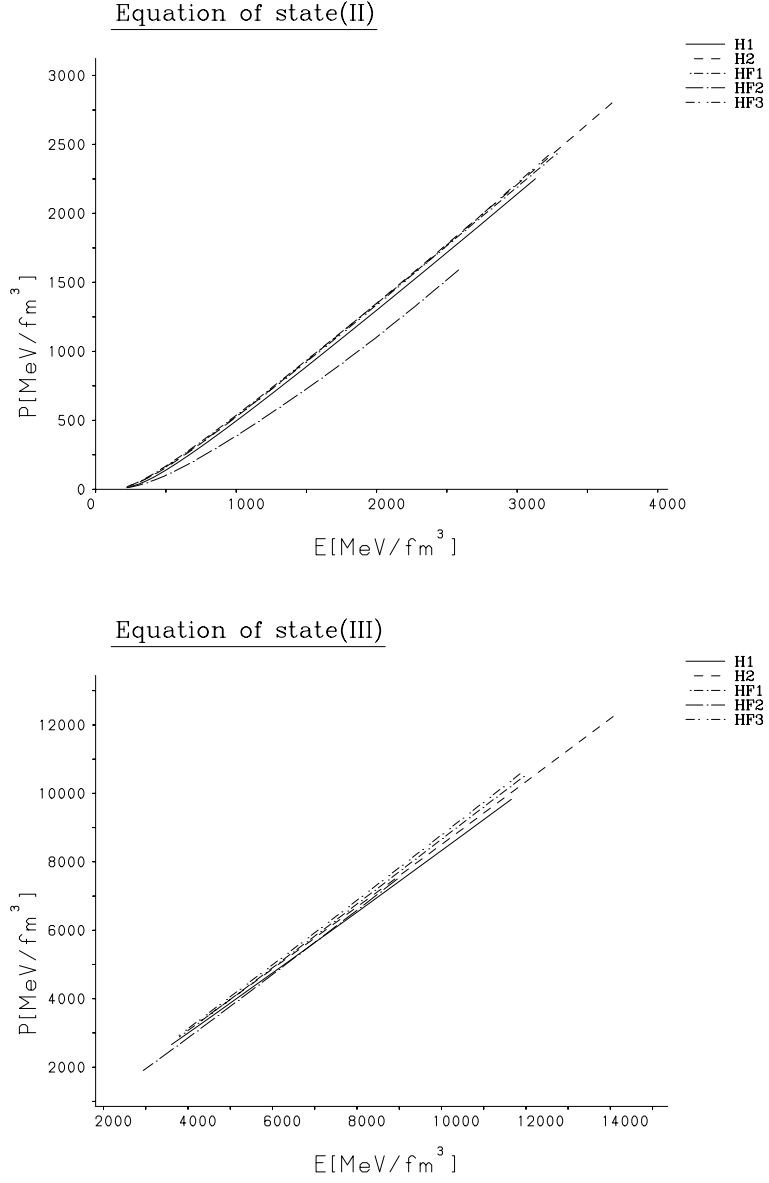 Equation of state(II)
H1
H2
HF1
HF2
HF3
3000
2500
2000
1500
1000
500
0
P[MeV/fm³]
0 1000 2000 3000 4000
E[MeV/fm³]
Equation of state(III)
H1
H2
HF1
HF2
HF3
12000
10000
8000
6000
4000
2000
P[MeV/fm³]
2000 4000 6000 8000 10000 12000 14000
E[MeV/fm³]